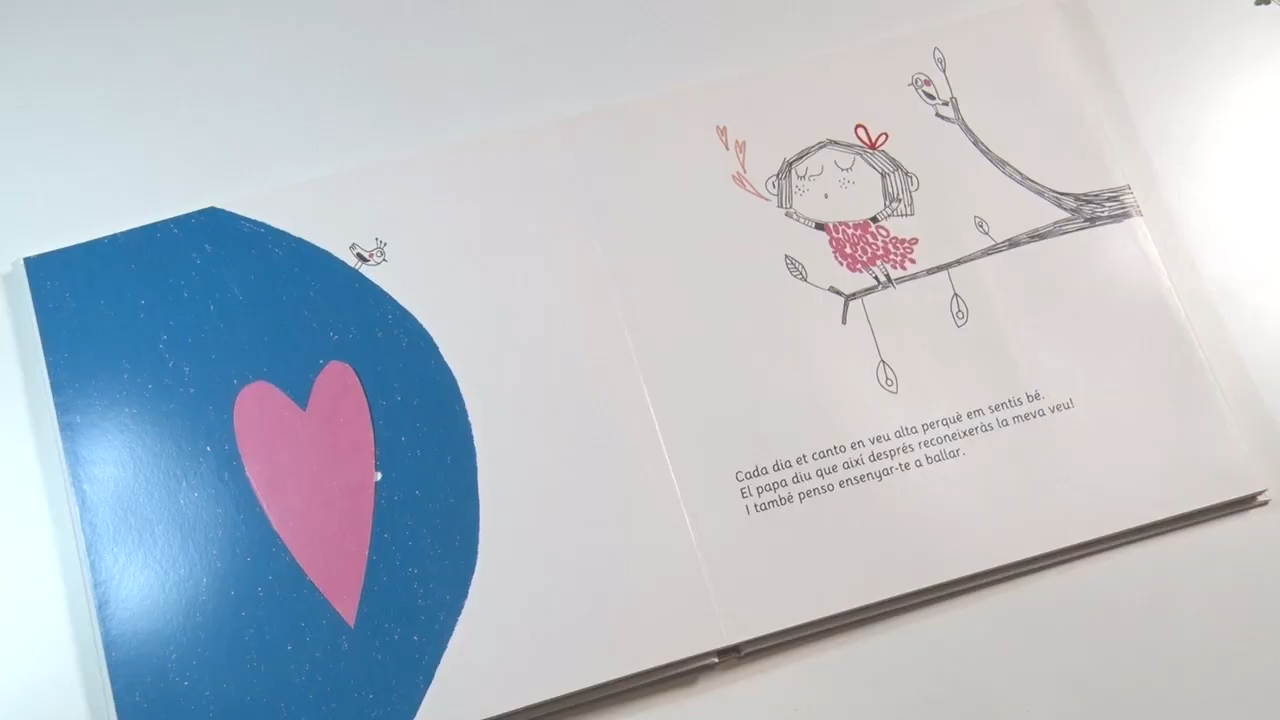 Cada dia et canto en veu alta perquè em sentis bé.
El papa diu que així després reconeixeràs la meva veu!
I també penso ensenyar-te a ballar.